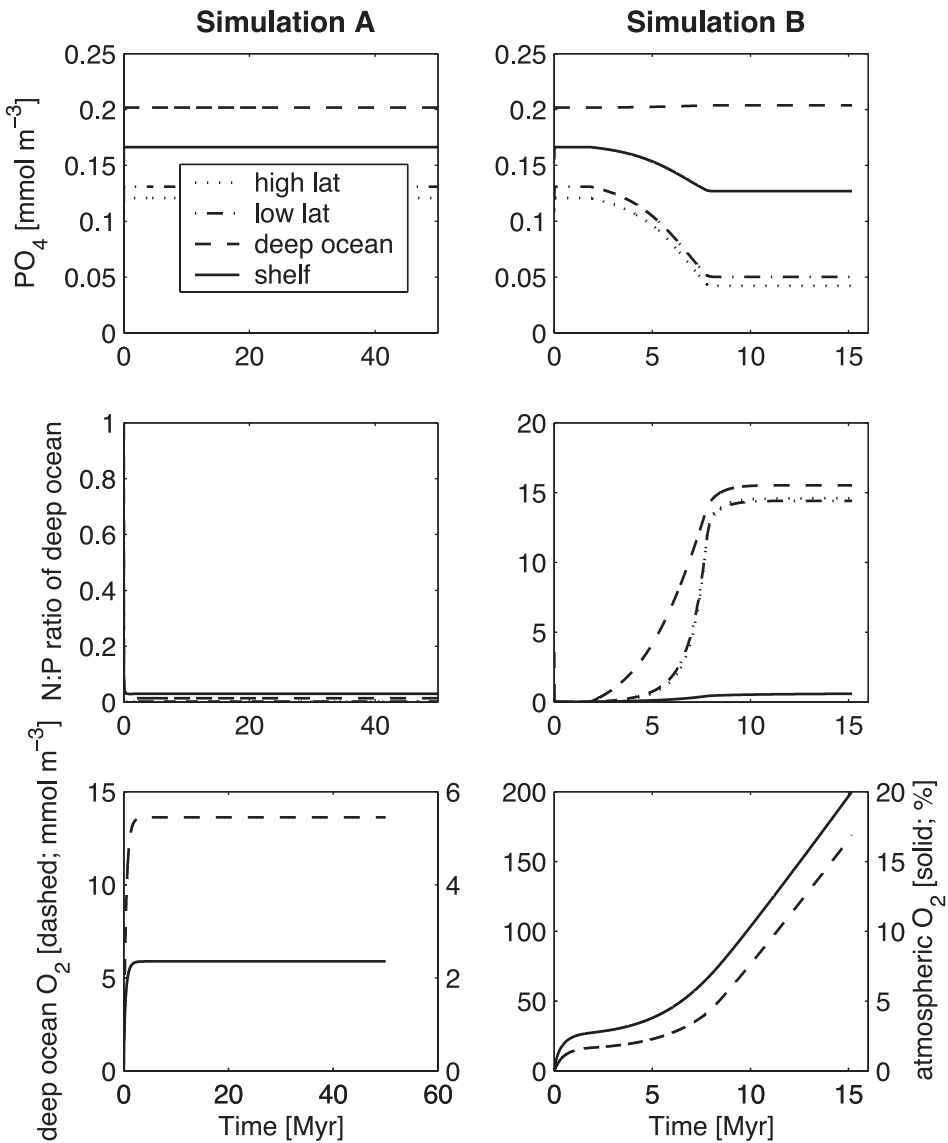 Simulation A
Simulation B
PO4 [mmol m−3]
0.25
0.2
0.15
0.1
0.05
0
high lat
low lat
deep ocean
shelf
0 20 40
0.25
0.2
0.15
0.1
0.05
0
0 5 10 15
N:P ratio of deep ocean
1
0.8
0.6
0.4
0.2
0
0 20 40
20
15
10
5
0
0 5 10 15
deep ocean O2 [dashed; mmol m−3]
15
10
5
0
6
4
2
0
0 20 40 60
Time [Myr]
200
150
100
50
0
20
15
10
5
0
0 5 10 15
Time [Myr]
atmospheric O2 [solid; %]